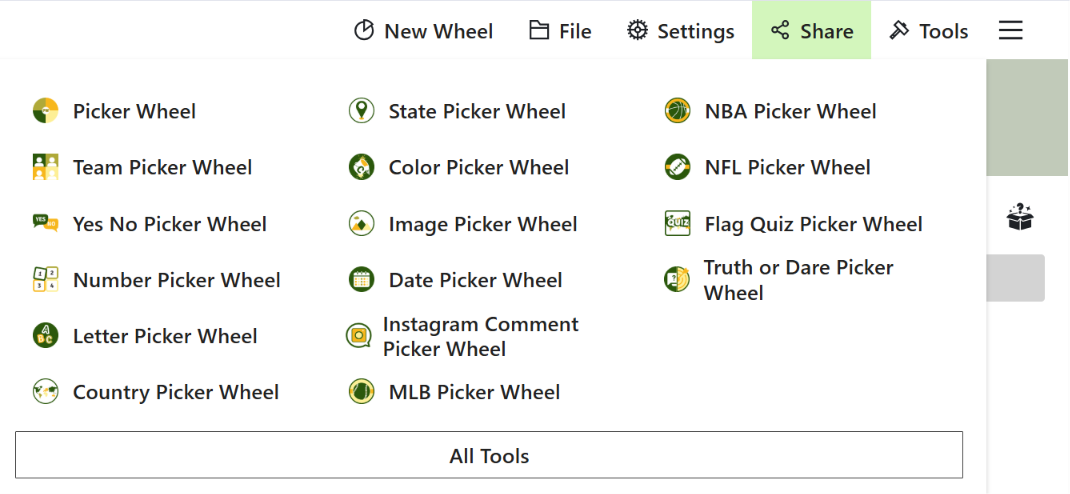 New Wheel
File
Settings
Share
Tools
Picker Wheel
Team Picker Wheel
Yes No Picker Wheel
Number Picker Wheel
Letter Picker Wheel
Country Picker Wheel
State Picker Wheel
Color Picker Wheel
Image Picker Wheel
Date Picker Wheel
Instagram Comment
Picker Wheel
MLB Picker Wheel
NBA Picker Wheel
NFL Picker Wheel
Flag Quiz Picker Wheel
Truth or Dare Picker
Wheel
All Tools